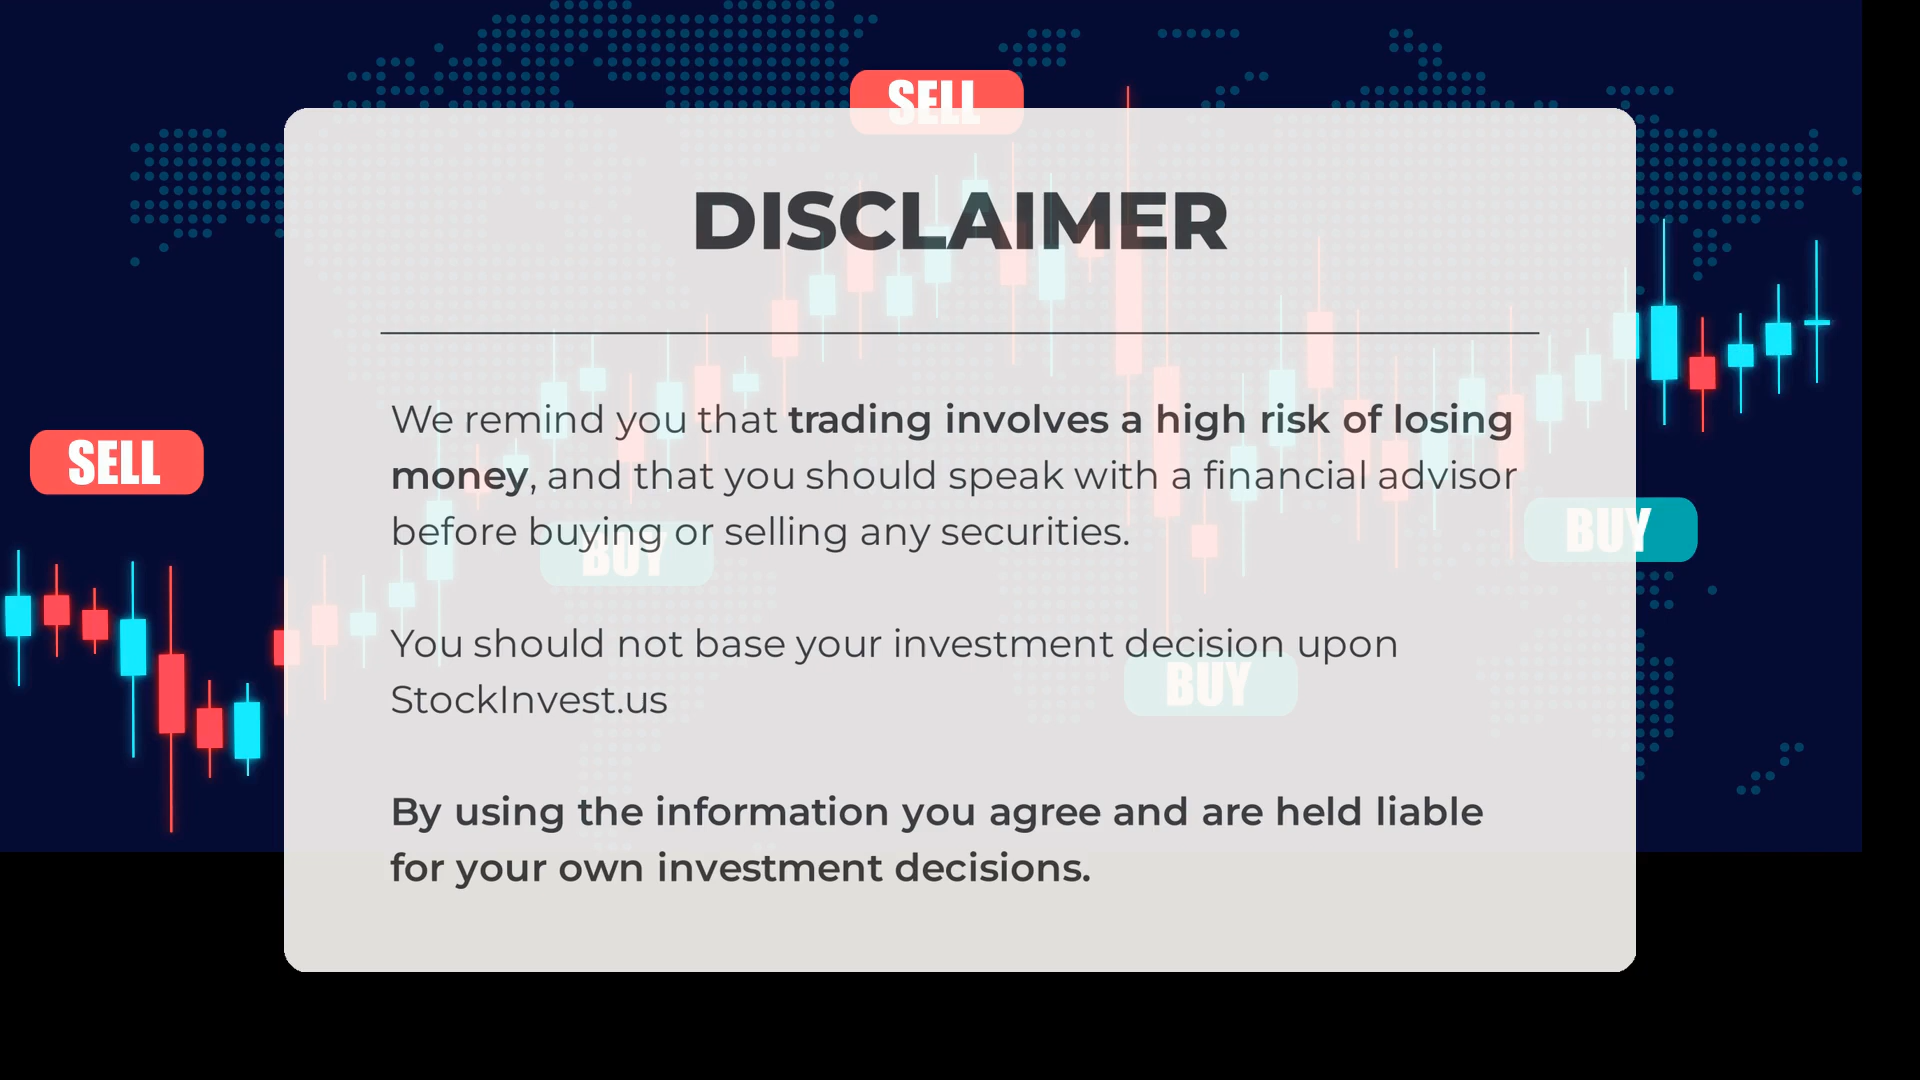 SELL
DISCLAIMER
SELL
We remind you that trading involves a high risk of losing
money, and that you should speak with a financial advisor
before buying or selling any securities.
BUY
BUY
You should not base your investment decision upon
StockInvest.us
BUY
By using the information you agree and are held liable
for your own investment decisions.